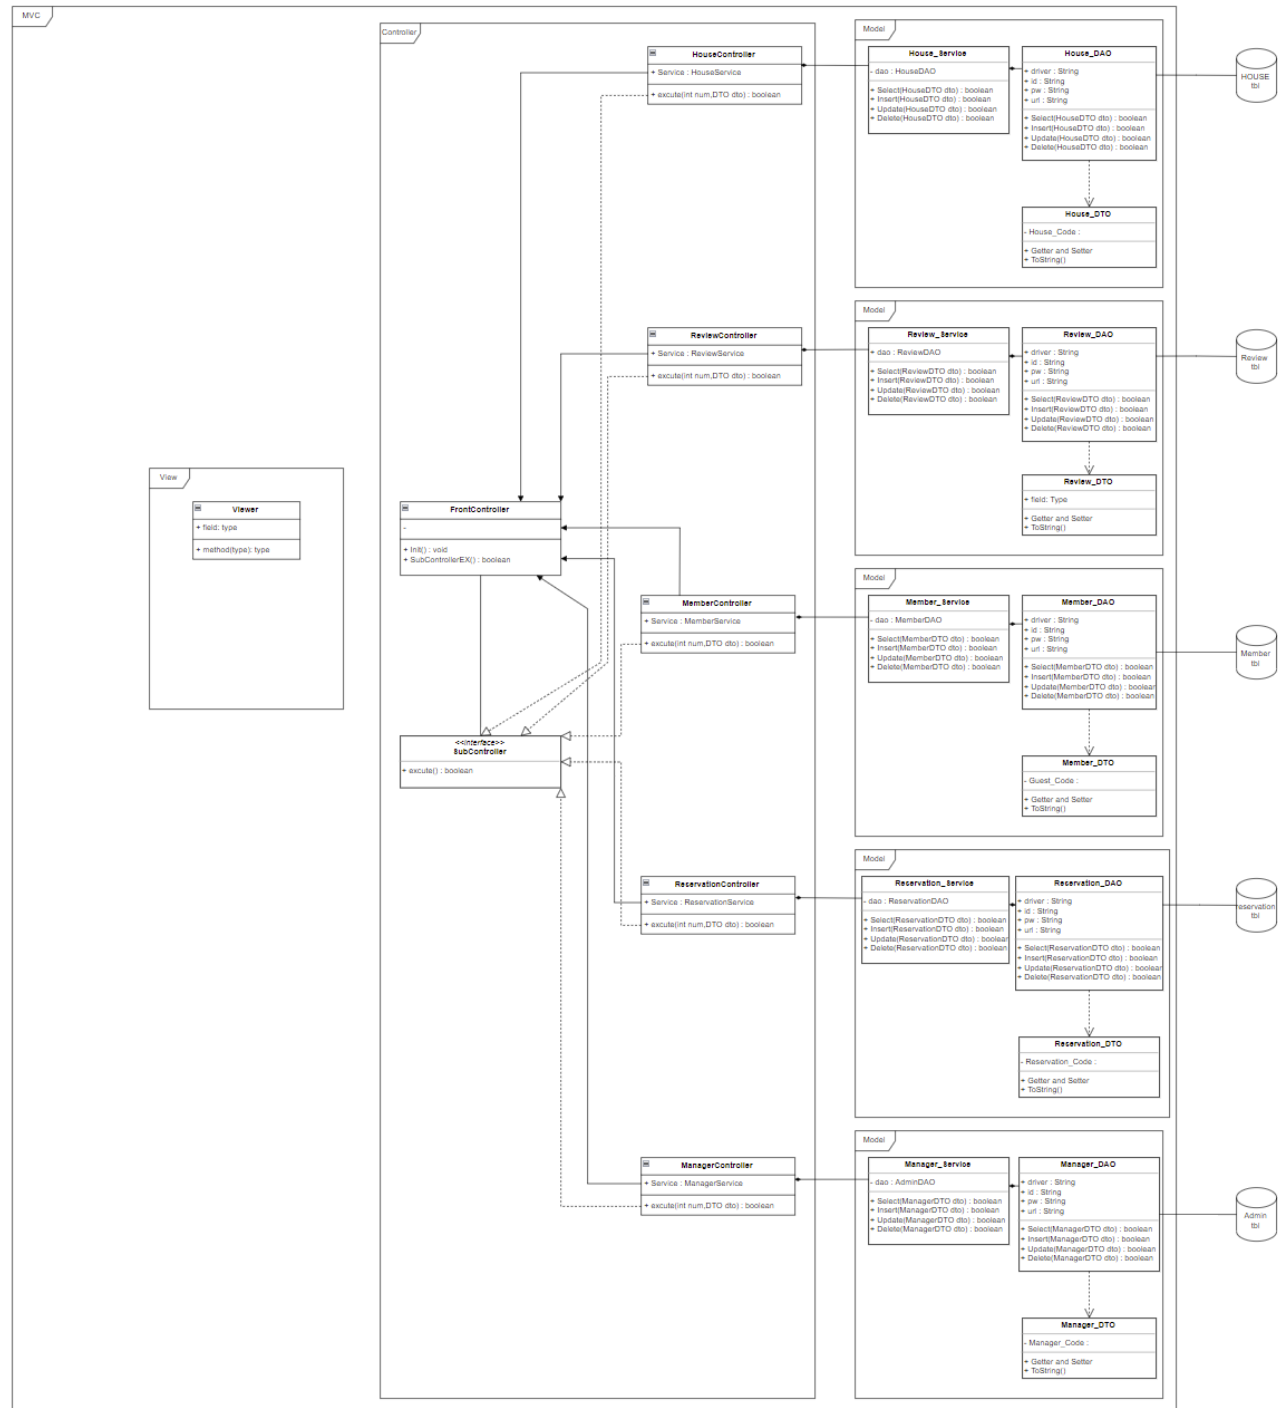 MVC
Controller
HouseController
+ Service : HouseService
+ excute(int num,DTO dto) : boolean
Model
House_Service
- dao : HouseDAO
+ Select(HouseDTO dto) : boolean
+ Insert(HouseDTO dto) : boolean
+ Update(HouseDTO dto) : boolean
+ Delete(HouseDTO dto) : boolean
House_DAO
+ driver : String
+ id : String
+ pw : String
+ url : String
+ Select(HouseDTO dto) : boolean
+ Insert(HouseDTO dto) : boolean
+ Update(HouseDTO dto) : boolean
+ Delete(HouseDTO dto) : boolean
HOUSE
tbl
House_DTO
- House_Code :
+ Getter and Setter
+ ToString()
ReviewController
+ Service : ReviewService
+ excute(int num,DTO dto) : boolean
Model
Review_Service
+ dao : ReviewDAO
+ Select(ReviewDTO dto) : boolean
+ Insert(ReviewDTO dto) : boolean
+ Update(ReviewDTO dto) : boolean
+ Delete(ReviewDTO dto) : boolean
Review_DAO
+ driver : String
+ id : String
+ pw : String
+ url : String
+ Select(ReviewDTO dto) : boolean
+ Insert(ReviewDTO dto) : boolean
+ Update(ReviewDTO dto) : boolean
+ Delete(ReviewDTO dto) : boolean
Review
tbl
Review_DTO
+ field: Type
+ Getter and Setter
+ ToString()
View
Viewer
+ field: type
+ method(type): type
FrontController
-
+ Init() : void
+ SubControllerEX() : boolean
MemberController
+ Service : MemberService
+ excute(int num,DTO dto) : boolean
Model
Member_Service
- dao : MemberDAO
+ Select(MemberDTO dto) : boolean
+ Insert(MemberDTO dto) : boolean
+ Update(MemberDTO dto) : boolean
+ Delete(MemberDTO dto) : boolean
Member_DAO
+ driver : String
+ id : String
+ pw : String
+ url : String
+ Select(MemberDTO dto) : boolean
+ Insert(MemberDTO dto) : boolean
+ Update(MemberDTO dto) : boolean
+ Delete(MemberDTO dto) : boolean
Member
tbl
Member_DTO
- Guest_Code :
+ Getter and Setter
+ ToString()
<<interface>>
SubController
+ excute() : boolean
ReservationController
+ Service : ReservationService
+ excute(int num,DTO dto) : boolean
Model
Reservation_Service
- dao : ReservationDAO
+ Select(ReservationDTO dto) : boolean
+ Insert(ReservationDTO dto) : boolean
+ Update(ReservationDTO dto) : boolean
+ Delete(ReservationDTO dto) : boolean
Reservation_DAO
+ driver : String
+ id : String
+ pw : String
+ url : String
+ Select(ReservationDTO dto) : boolean
+ Insert(ReservationDTO dto) : boolean
+ Update(ReservationDTO dto) : boolean
+ Delete(ReservationDTO dto) : boolean
eservation
tbl
Reservation_DTO
- Reservation_Code :
+ Getter and Setter
+ ToString()
ManagerController
+ Service : ManagerService
+ excute(int num,DTO dto) : boolean
Model
Manager_Service
- dao : AdminDAO
+ Select(ManagerDTO dto) : boolean
+ Insert(ManagerDTO dto) : boolean
+ Update(ManagerDTO dto) : boolean
+ Delete(ManagerDTO dto) : boolean
Manager_DAO
+ driver : String
+ id : String
+ pw : String
+ url : String
+ Select(ManagerDTO dto) : boolean
+ Insert(ManagerDTO dto) : boolean
+ Update(ManagerDTO dto) : boolean
+ Delete(ManagerDTO dto) : boolean
Admin
tbl
Manager_DTO
- Manager_Code :
+ Getter and Setter
+ ToString()